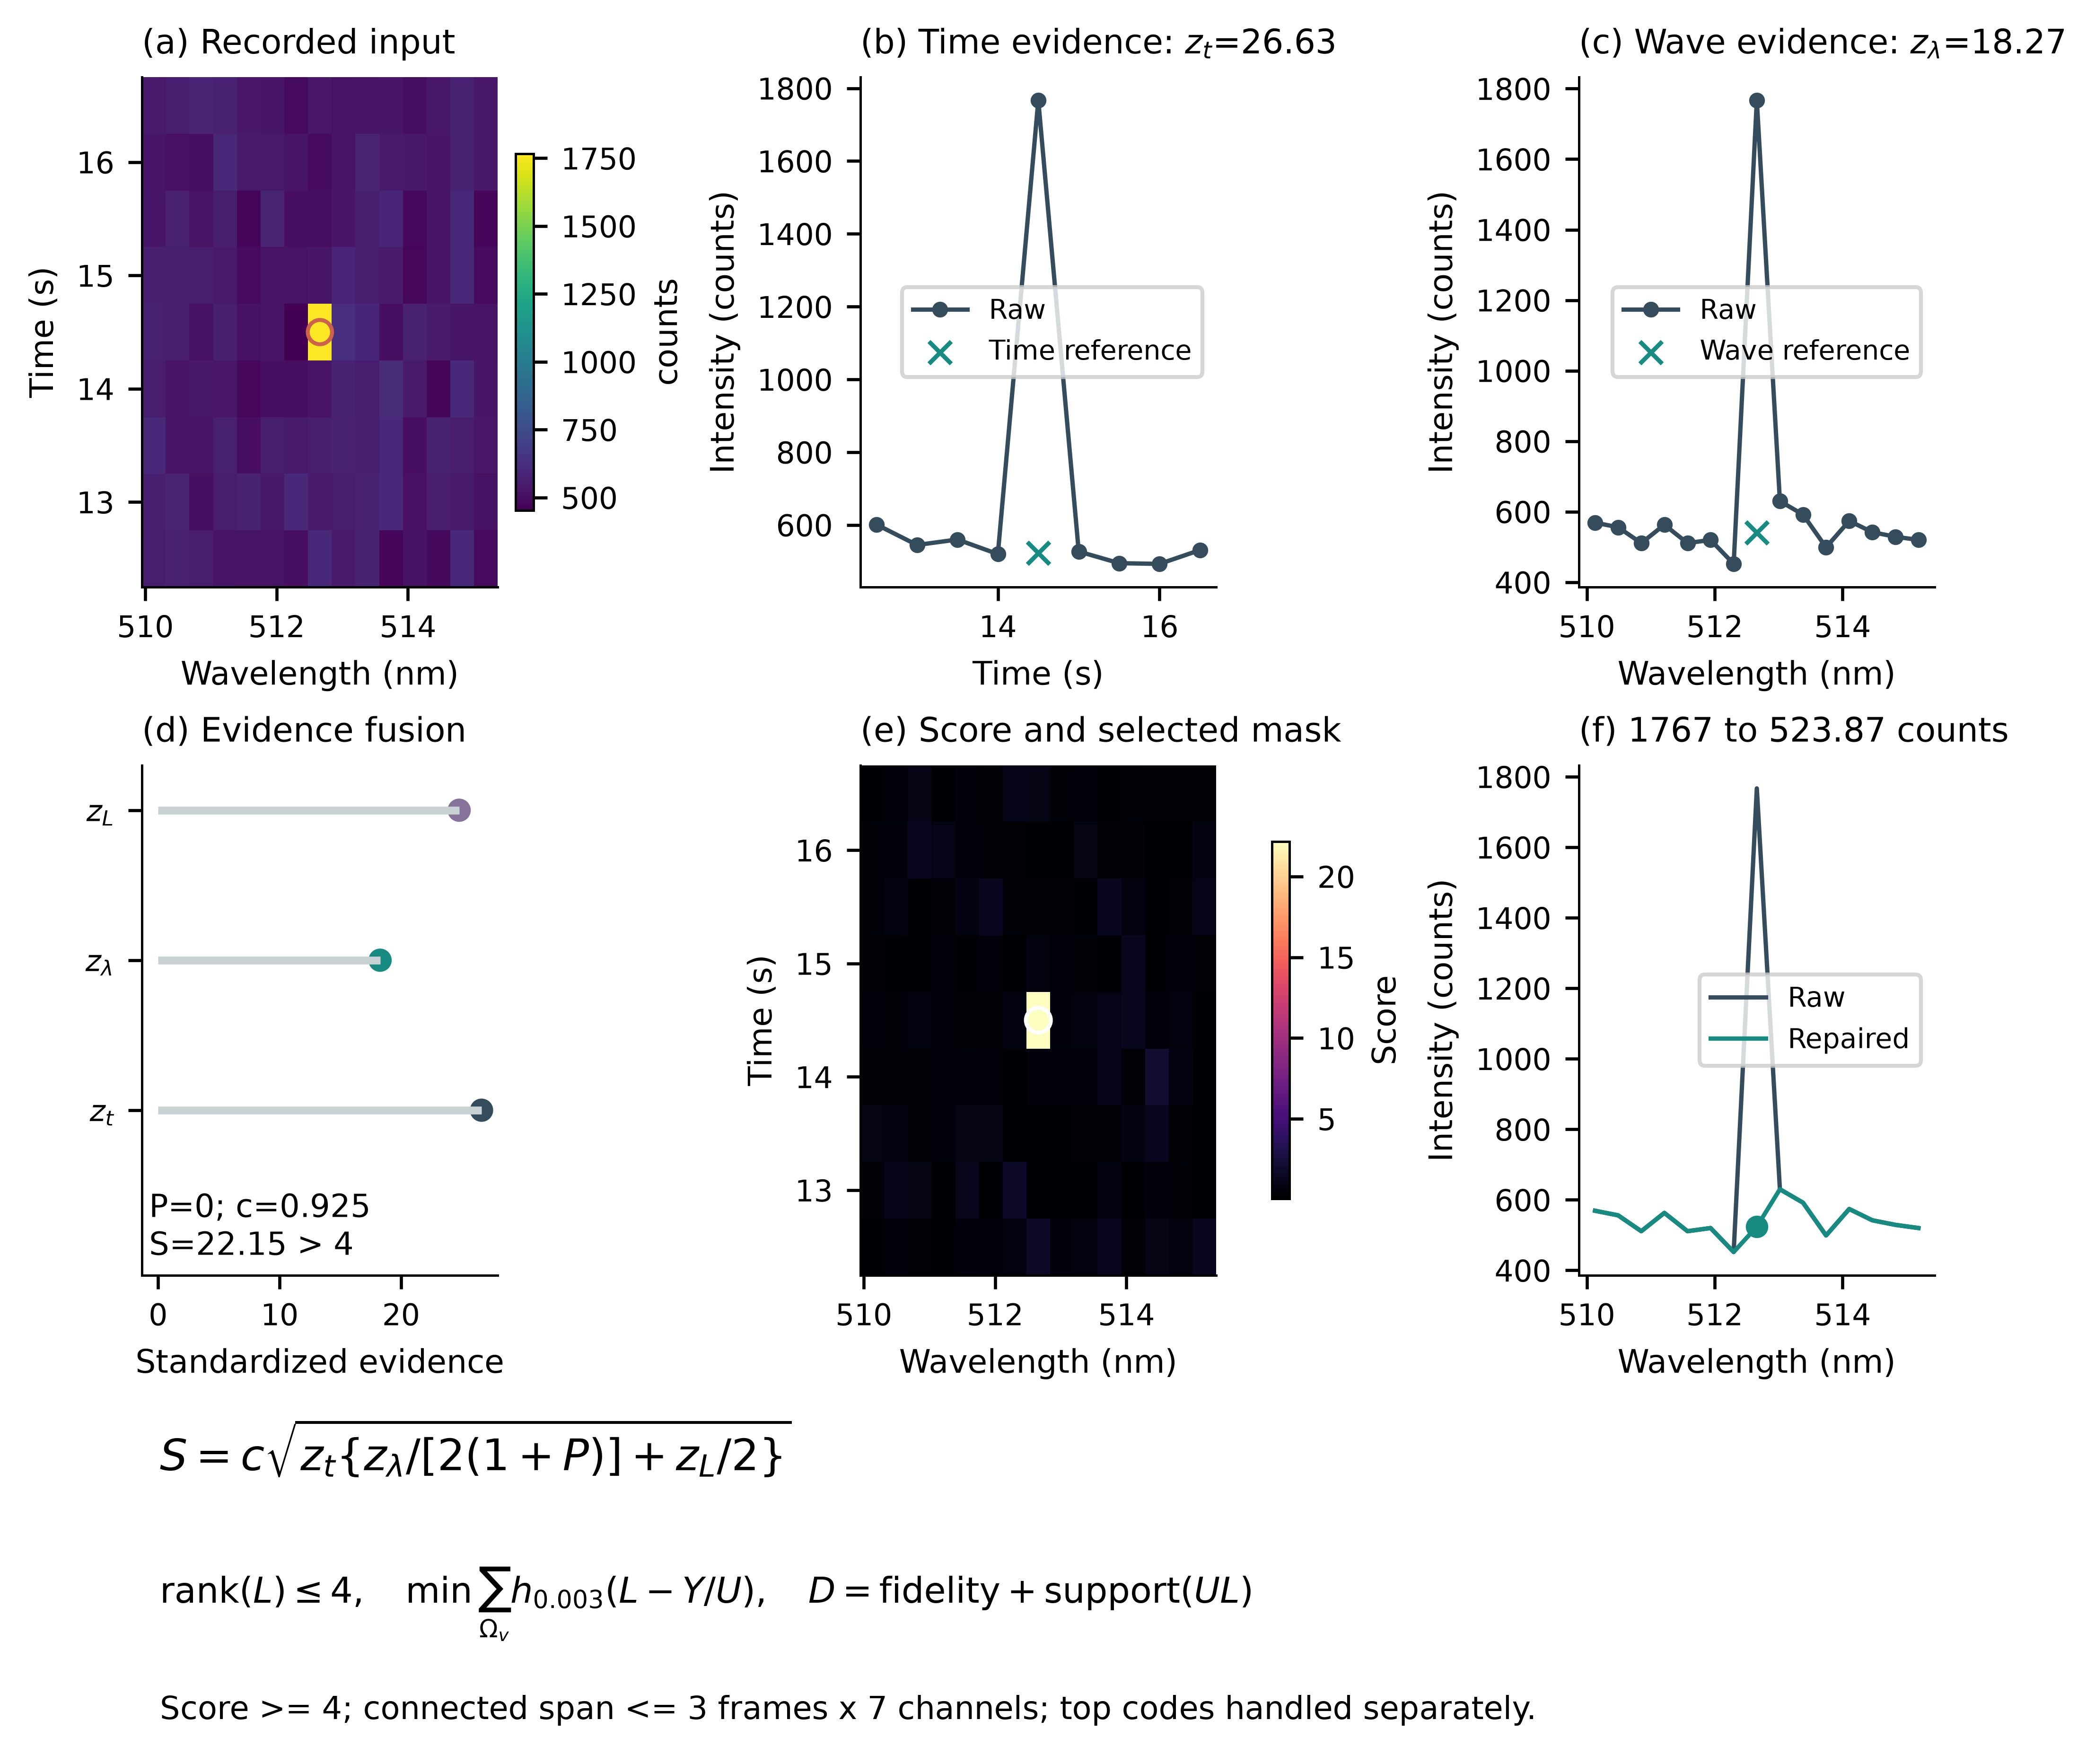 (a) Recorded input
16
15
14
13
Time (s)
510 512 514
Wavelength (nm)
1750
1500
1250
1000
750
500
counts
(b) Time evidence: z_t=26.63
1800
1600
1400
1200
1000
800
600
Intensity (counts)
Raw
Time reference
14 16
Time (s)
(c) Wave evidence: z_λ=18.27
1800
1600
1400
1200
1000
800
600
400
Intensity (counts)
Raw
Wave reference
510 512 514
Wavelength (nm)
(d) Evidence fusion
z_L
z_λ
z_t
P=0; c=0.925
S=22.15 > 4
0 10 20
Standardized evidence
(e) Score and selected mask
16
15
14
13
Time (s)
510 512 514
Wavelength (nm)
20
15
10
5
Score
(f) 1767 to 523.87 counts
1800
1600
1400
1200
1000
800
600
400
Intensity (counts)
Raw
Repaired
510 512 514
Wavelength (nm)
S = c√z_t{z_λ/[2(1 + P)] + z_L/2}
rank(L) ≤ 4, min ∑_{Ω_v} h_{0.003}(L − Y/U), D = fidelity + support(UL)
Score >= 4; connected span <= 3 frames x 7 channels; top codes handled separately.